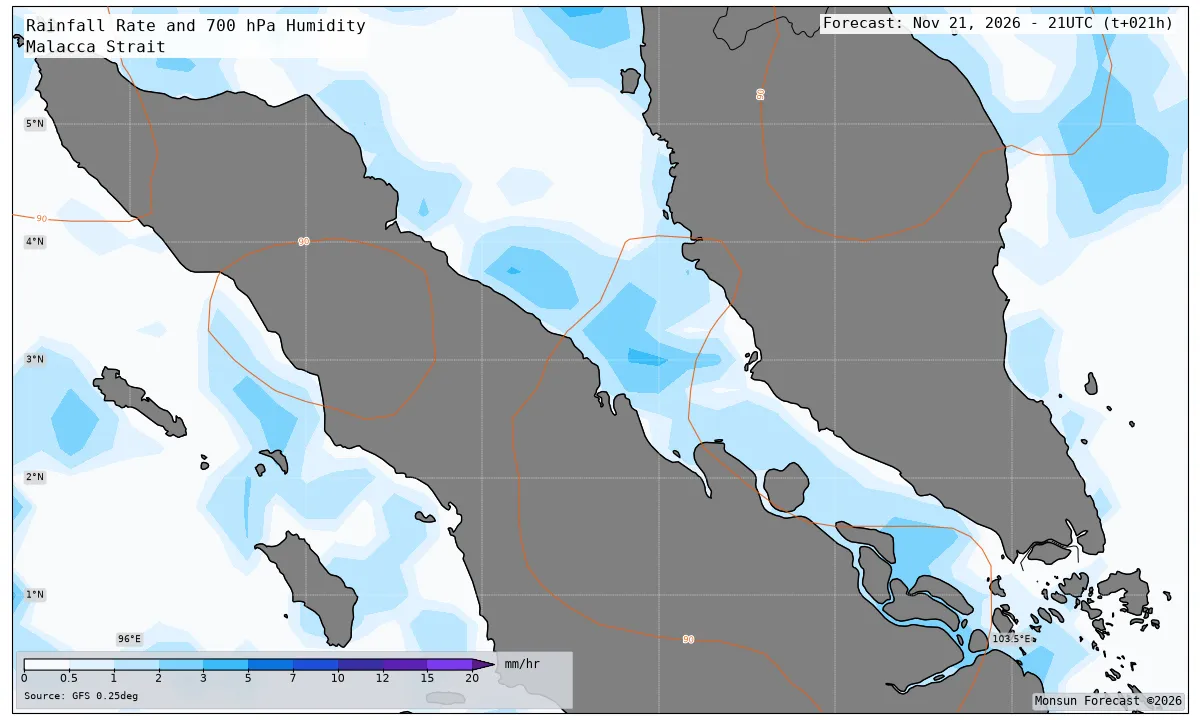 Rainfall Rate and 700 hPa Humidity
Malacca Strait
Forecast: Nov 21, 2026 - 21UTC (t+021h)
90
5°N
90
4°N
90
3°N
2°N
1°N
96°E
90
103.5°E
0 0.5 1 2 3 5 7 10 12 15 20 mm/hr
Source: GFS 0.25deg
Monsun Forecast ©2026